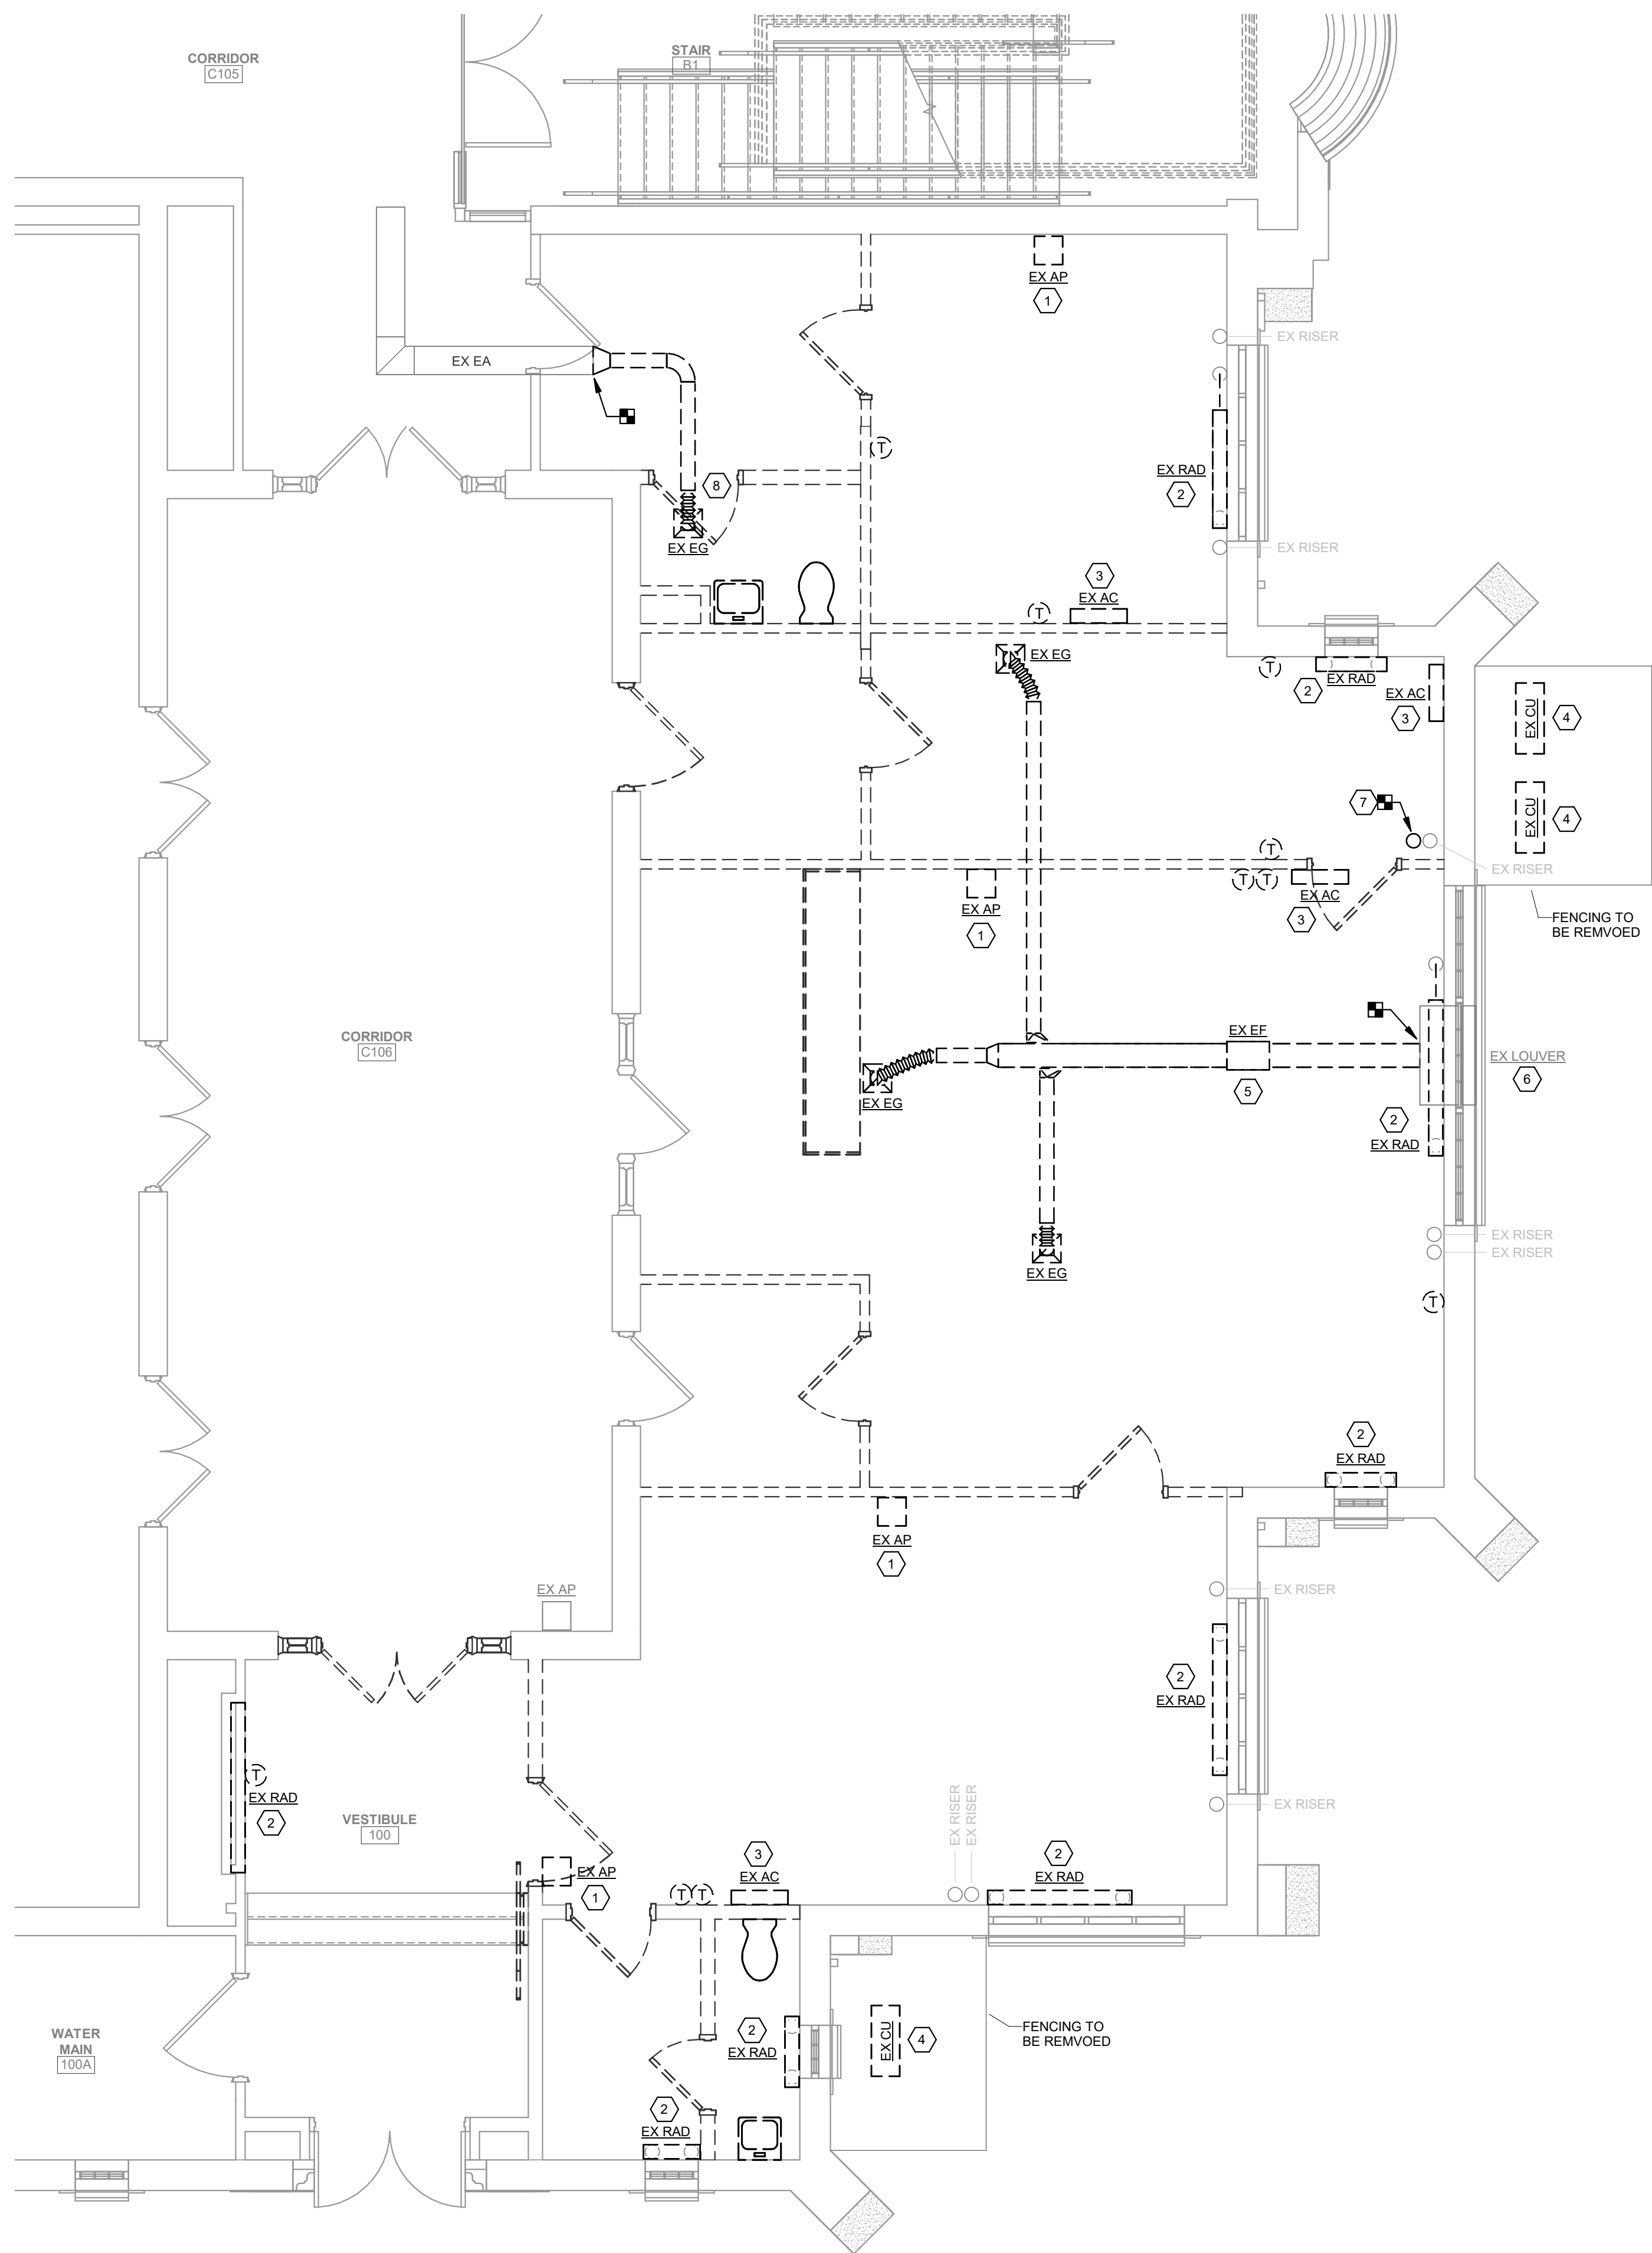 CORRIDOR
C105
STAIR
B1
EX AP
1
EX RISER
EX EA
T
EX RAD
2
8
EX RISER
EX EG
3
EX AC
T
EX EG
T
EX RAD
2
EX AC
3
EX CU
4
EX CU
4
7
EX RISER
T
T
T
EX AC
3
EX AP
1
FENCING TO
BE REMVOED
CORRIDOR
C106
EX EF
5
EX LOUVER
6
EX EG
2
EX RAD
EX RISER
EX RISER
EX EG
T
2
EX RAD
EX AP
1
EX AP
EX RISER
2
EX RAD
T
EX RAD
2
VESTIBULE
100
EX RISER
EX RISER
EX RISER
EX AP
1
3
EX AC
T
T
2
EX RAD
WATER
MAIN
100A
2
EX RAD
EX CU
4
FENCING TO
BE REMVOED
2
EX RAD